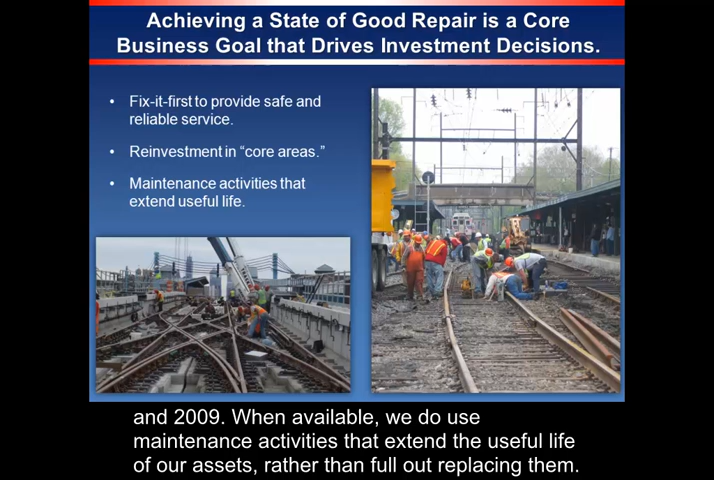 Achieving a State of Good Repair is a Core
Business Goal that Drives Investment Decisions.
• Fix-it-first to provide safe and
reliable service.
• Reinvestment in “core areas.”
• Maintenance activities that
extend useful life.
and 2009. When available, we do use
maintenance activities that extend the useful life
of our assets, rather than full out replacing them.